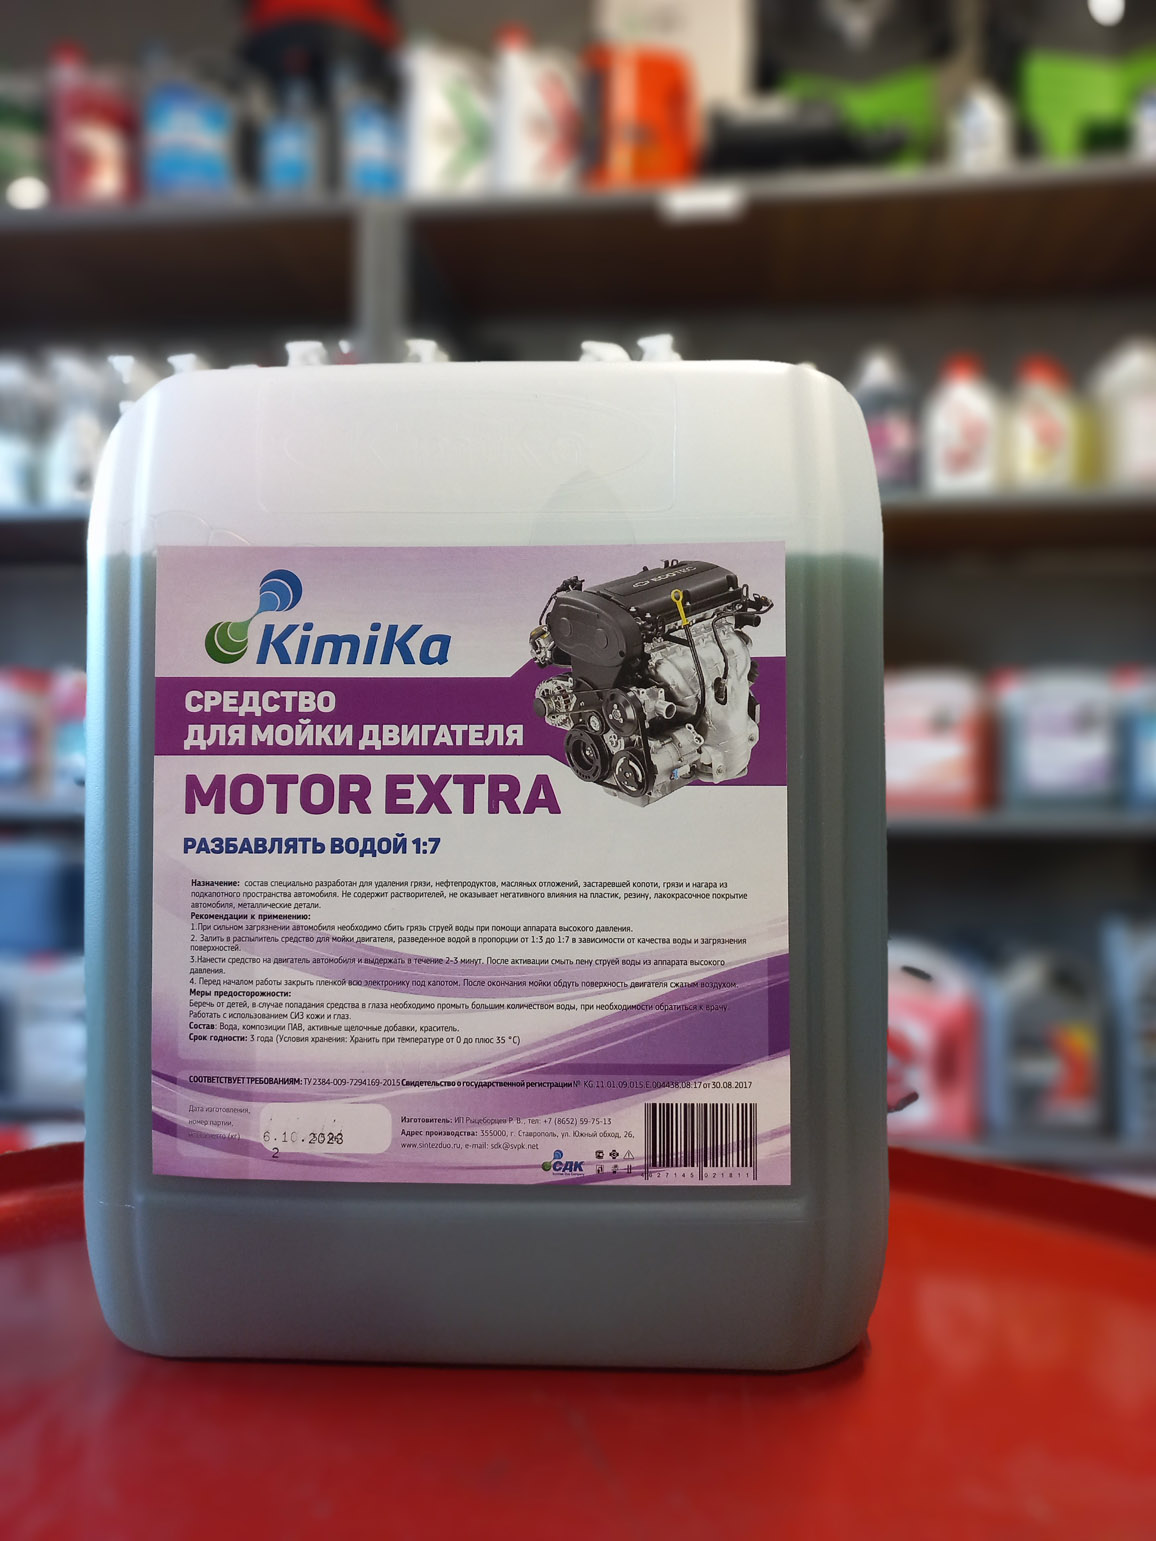 KimiKa
ECOTEC
СРЕДСТВО
ДЛЯ МОЙКИ ДВИГАТЕЛЯ
MOTOR EXTRA
РАЗБАВЛЯТЬ ВОДОЙ 1:7
Назначение: состав специально разработан для удаления грязи, нефтепродуктов, масляных отложений, застаревшей копоти, грязи и нагара из
подкапотного пространства автомобиля. Не содержит растворителей, не оказывает негативного влияния на пластик, резину, лакокрасочное покрытие
автомобиля, металлические детали.
Рекомендации к применению:
1.При сильном загрязнении автомобиля необходимо сбить грязь струей воды при помощи аппарата высокого давления.
2. Залить в распылитель средство для мойки двигателя, разведенное водой в пропорции от 1:3 до 1:7 в зависимости от качества воды и загрязнения
поверхностей.
3.Нанести средство на двигатель автомобиля и выдержать в течение 2-3 минут. После активации смыть пену струей воды из аппарата высокого
давления.
4. Перед началом работы закрыть пленкой всю электронику под капотом. После окончания мойки обдуть поверхность двигателя сжатым воздухом.
Меры предосторожности:
Беречь от детей, в случае попадания средства в глаза необходимо промыть большим количеством воды, при необходимости обратиться к врачу.
Работать с использованием СИЗ кожи и глаз.
Состав: Вода, композиции ПАВ, активные щелочные добавки, краситель.
Срок годности: 3 года (Условия хранения: Хранить при температуре от 0 до плюс 35 °C)
СООТВЕТСТВУЕТ ТРЕБОВАНИЯМ: ТУ 2384-009-7294169-2015 Свидетельство о государственной регистрации № KG.11.01.09.015.E.004438.08.17 от 30.08.2017
Дата изготовления,
номер партии,
6.10.2023
2
Изготовитель: ИП Рыцеборцев Р. В., тел: +7 (8652) 59-75-13
Адрес производства: 355000, г. Ставрополь, ул. Южный обход, 26,
www.sintezduo.ru, e-mail: sdk@svpk.net
СДК
4 627145 021811